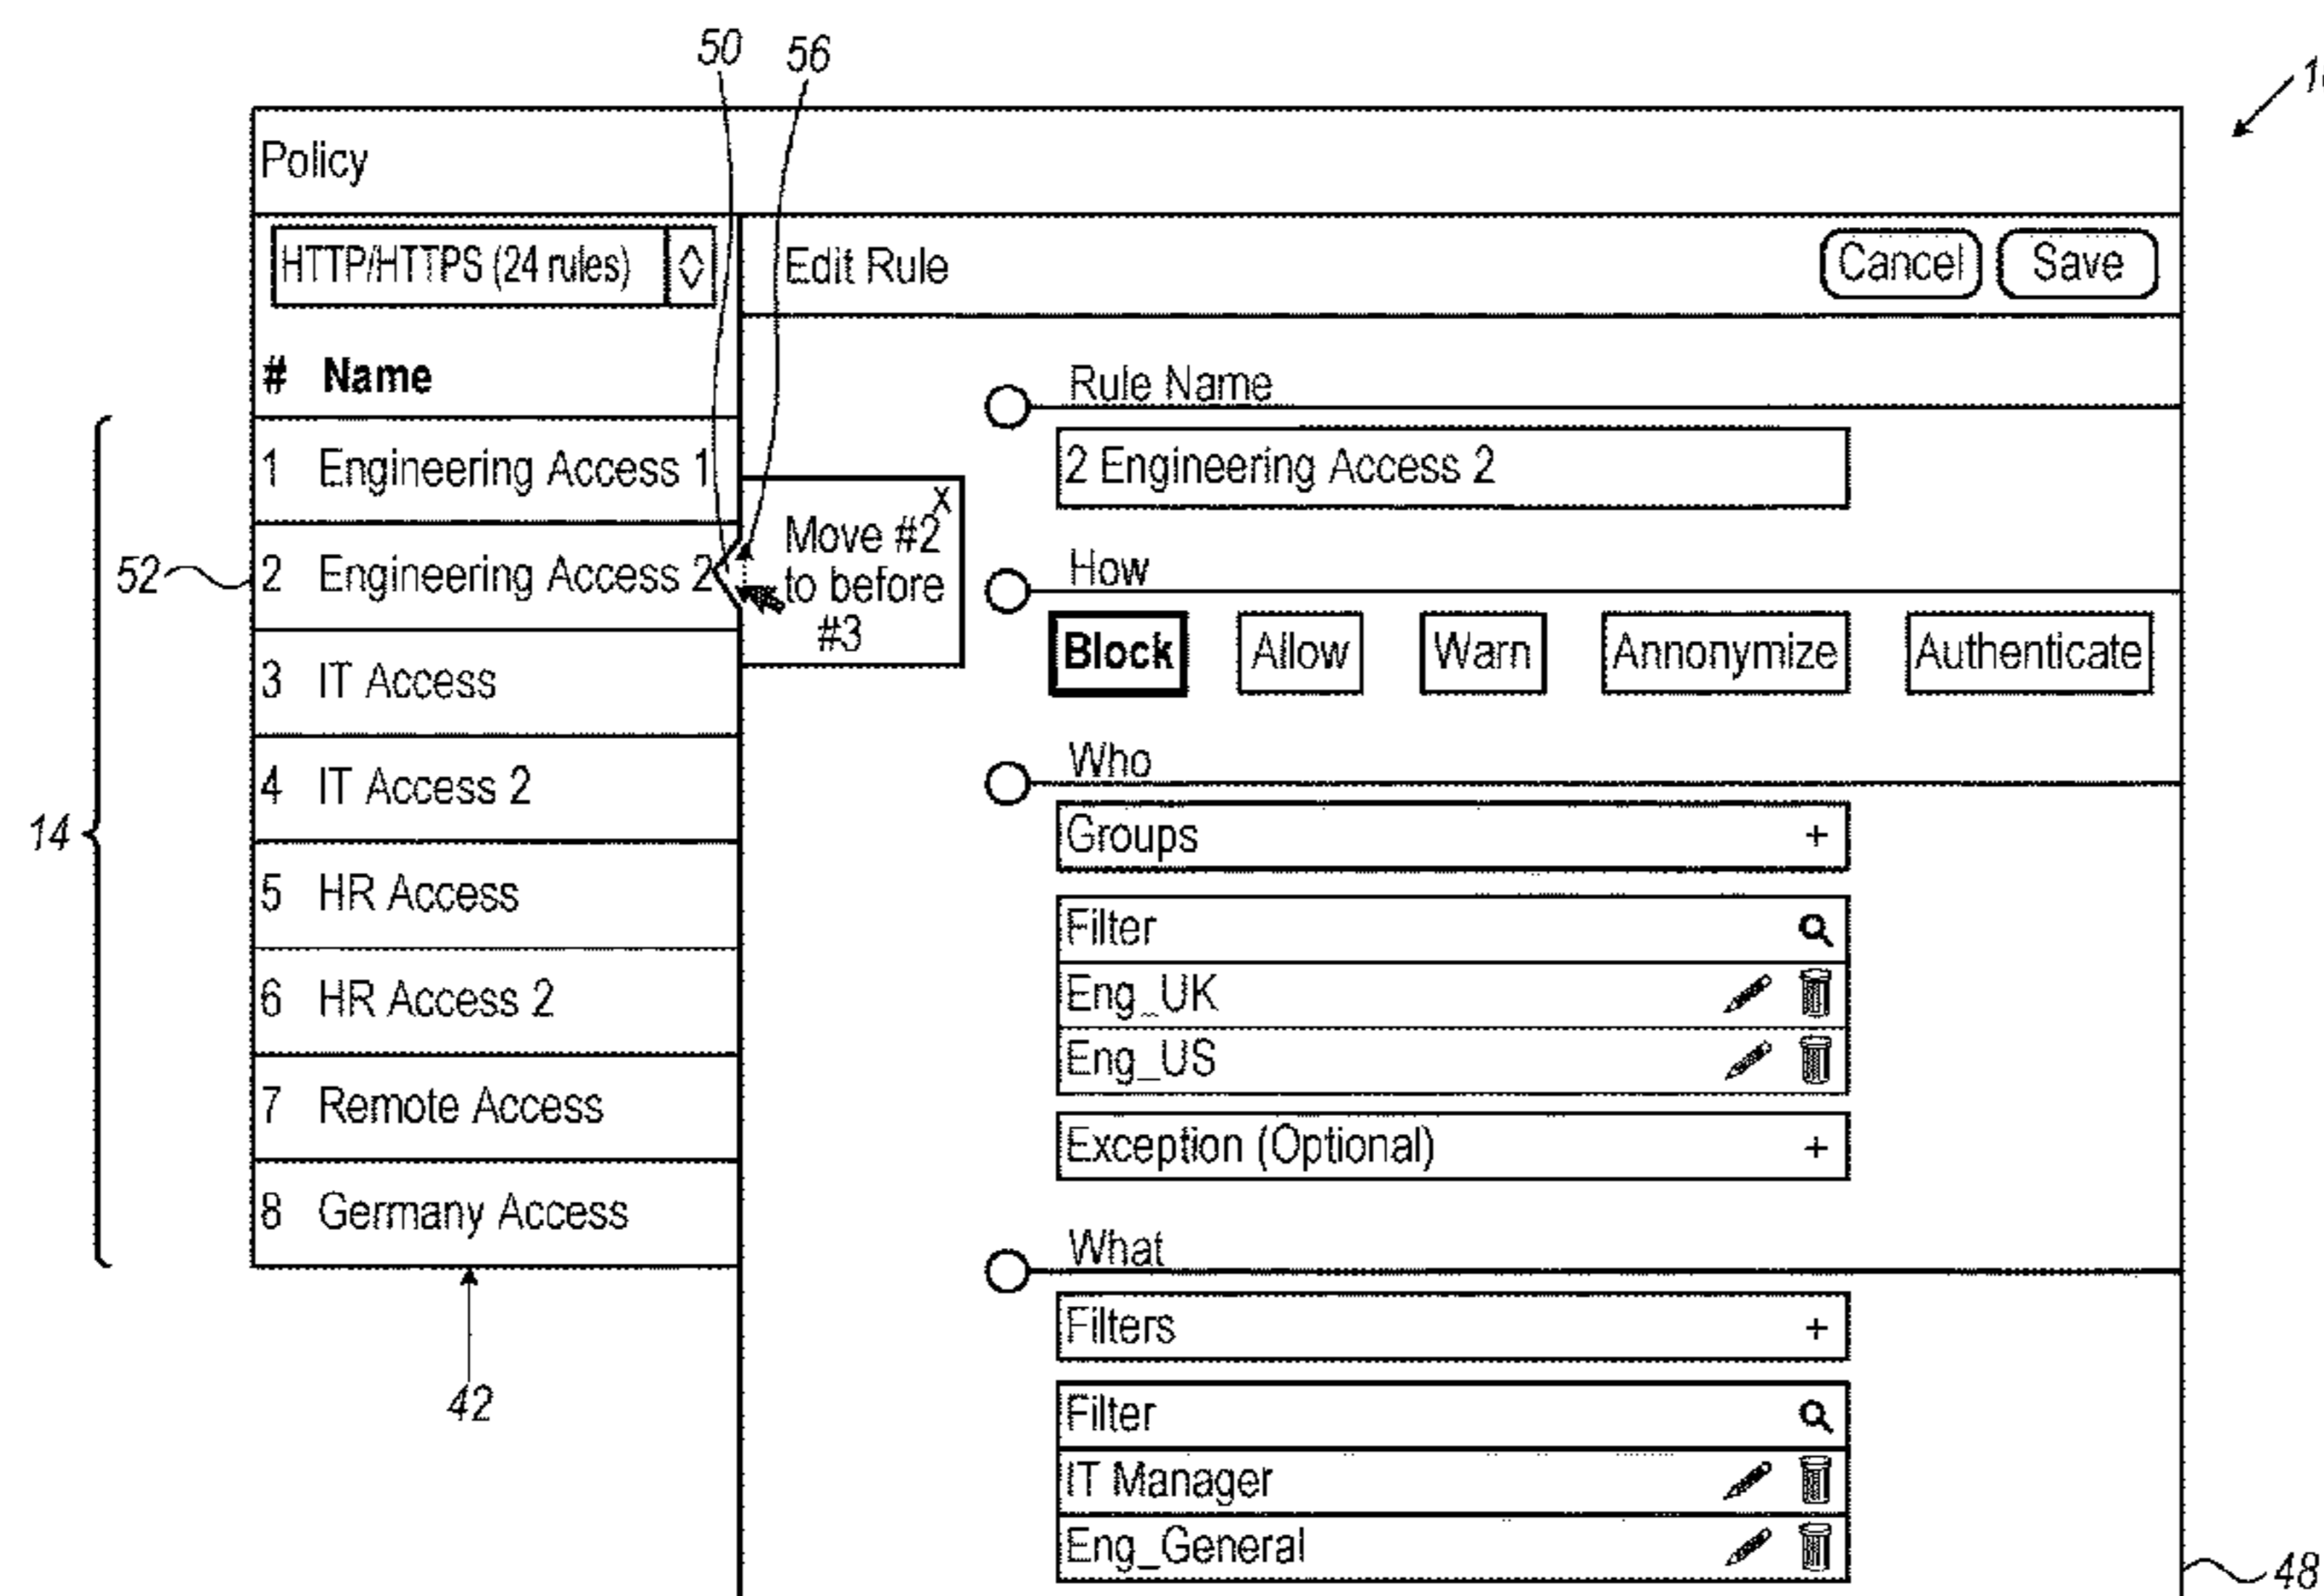 50 56
Policy
HTTP/HTTPS (24 rules)
Edit Rule
Cancel Save
# Name
1 Engineering Access 1
52
2 Engineering Access 2
3 IT Access
4 IT Access 2
14
5 HR Access
6 HR Access 2
7 Remote Access
8 Germany Access
42
X
Move #2
to before
#3
Rule Name
2 Engineering Access 2
How
Block Allow Warn Annonymize Authenticate
Who
Groups +
Filter
Eng_UK
Eng_US
Exception (Optional) +
What
Filters +
Filter
IT Manager
Eng_General
48